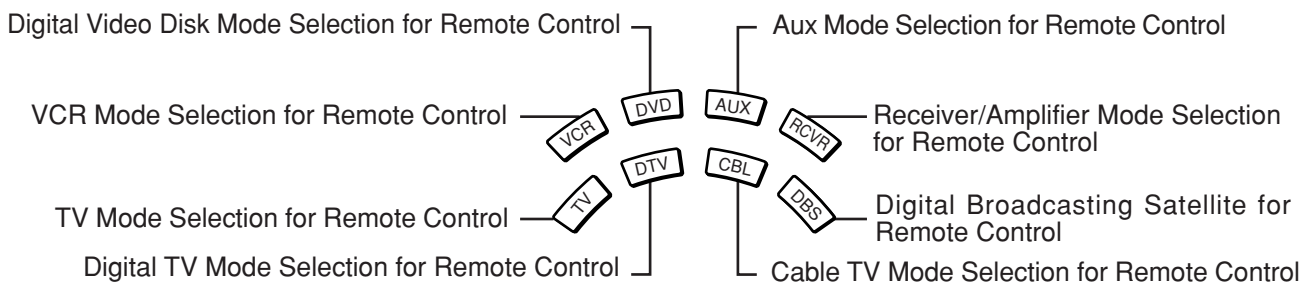 Digital Video Disk Mode Selection for Remote Control
Aux Mode Selection for Remote Control
DVD
AUX
VCR Mode Selection for Remote Control
VCR
RCVR
Receiver/Amplifier Mode Selection
for Remote Control
DTV
CBL
TV Mode Selection for Remote Control
TV
DBS
Digital Broadcasting Satellite for
Remote Control
Digital TV Mode Selection for Remote Control
Cable TV Mode Selection for Remote Control